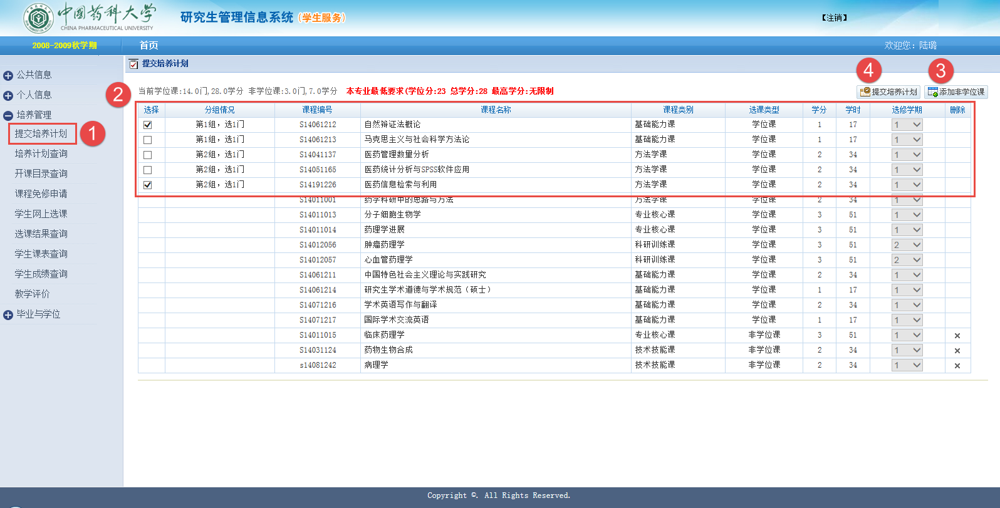 中国药科大学
CHINA PHARMACEUTICAL UNIVERSITY
研究生管理信息系统（学生服务）
【注销】
2008-2009秋学期 首页 欢迎您：陆璐
提交培养计划
公共信息
个人信息
培养管理
提交培养计划
培养计划查询
开课目录查询
课程免修申请
学生网上选课
选课结果查询
学生课表查询
学生成绩查询
教学评价
毕业与学位
1
2
4
3
当前学位课:14.0门,28.0学分 非学位课:3.0门,7.0学分 本专业最低要求(学位分:23 总学分:28 最高学分:无限制
提交培养计划 添加非学位课
选择 分组情况 课程编号 课程名称 课程类别 选课类型 学分 学时 选修学期 删除
第1组，选1门 S14061212 自然辩证法概论 基础能力课 学位课 1 17 1
第1组，选1门 S14061213 马克思主义与社会科学方法论 基础能力课 学位课 1 17 1
第2组，选1门 S14041137 医药管理数量分析 方法学课 学位课 2 34 1
第2组，选1门 S14051165 医药统计分析与SPSS软件应用 方法学课 学位课 2 34 1
第2组，选1门 S14191226 医药信息检索与利用 方法学课 学位课 2 34 1
S14011001 药学科研中的思路与方法 方法学课 学位课 2 34 1
S14011013 分子细胞生物学 专业核心课 学位课 3 51 1
S14011014 药理学进展 专业核心课 学位课 3 51 1
S14012056 肿瘤药理学 科研训练课 学位课 3 51 2
S14012057 心血管药理学 科研训练课 学位课 3 51 2
S14061211 中国特色社会主义理论与实践研究 基础能力课 学位课 2 34 1
S14061214 研究生学术道德与学术规范（硕士） 基础能力课 学位课 1 17 1
S14071216 学术英语写作与翻译 基础能力课 学位课 2 34 1
S14071217 国际学术交流英语 基础能力课 学位课 1 17 1
S14011015 临床药理学 专业核心课 非学位课 3 51 1
S14031124 药物生物合成 技术技能课 非学位课 2 34 1
s14081242 病理学 技术技能课 非学位课 2 34 1
Copyright ©. All Rights Reserved.